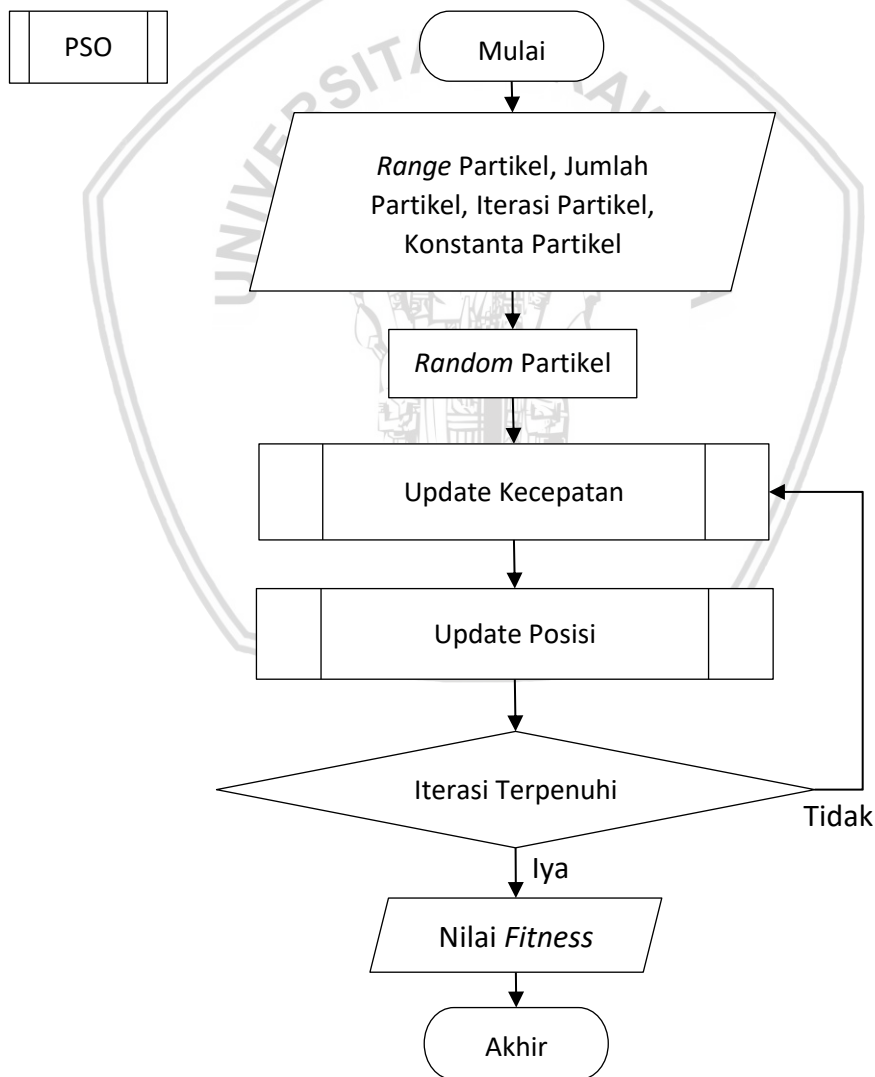 PSO
Mulai
Range Partikel, Jumlah
Partikel, Iterasi Partikel,
Konstanta Partikel
Random Partikel
Update Kecepatan
Update Posisi
Iterasi Terpenuhi
Tidak
Iya
Nilai Fitness
Akhir